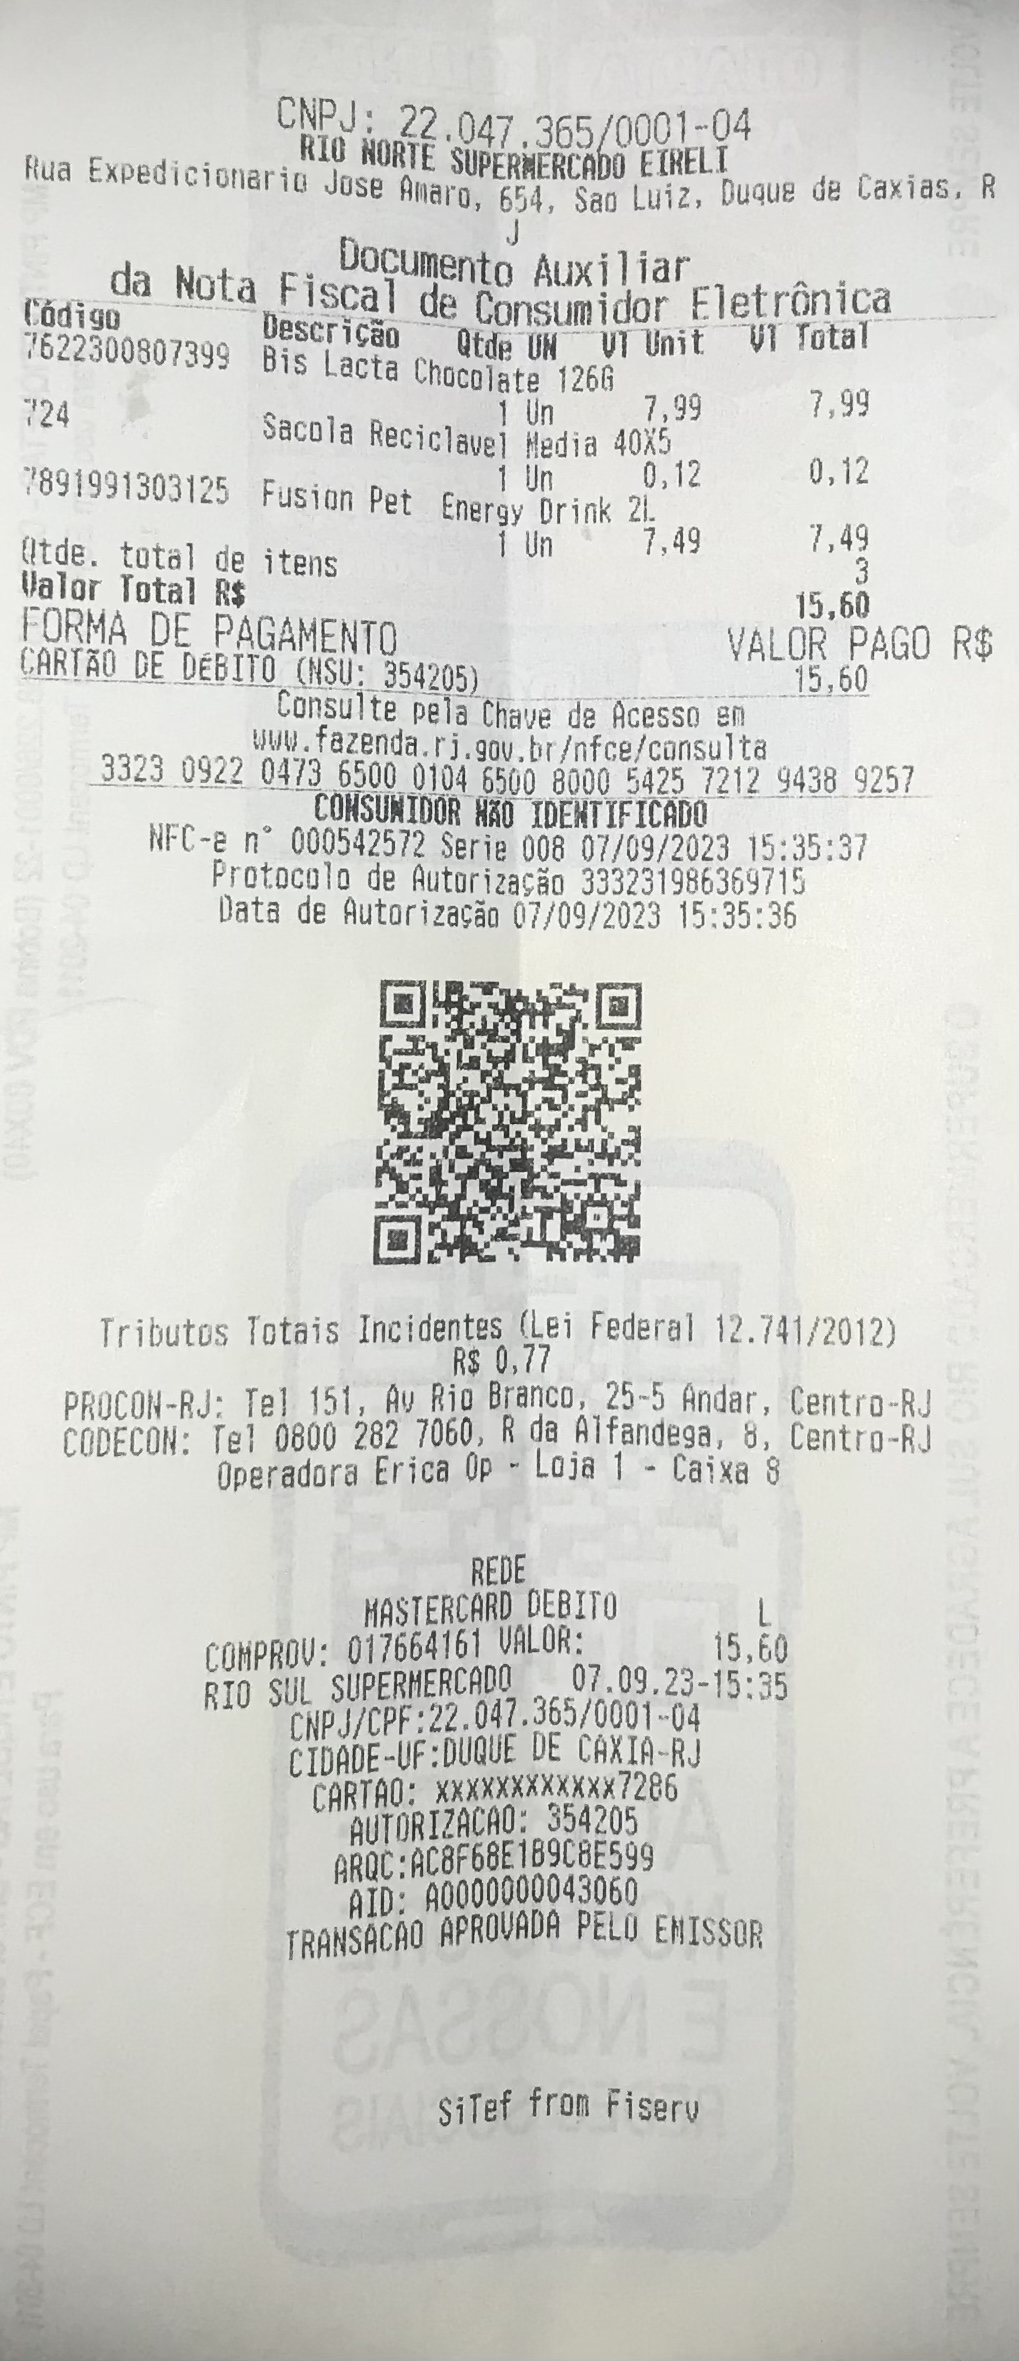 CNPJ: 22.047.365/0001-04
RIO NORTE SUPERMERCADO EIRELI
Rua Expedicionario Jose Amaro, 654, Sao Luiz, Duque de Caxias, R
J
Documento Auxiliar
da Nota Fiscal de Consumidor Eletrônica
Código Descrição Qtde UN Vl Unit Vl Total
7622300807399 Bis Lacta Chocolate 126G
1 Un 7,99 7,99
724 Sacola Reciclavel Media 40X5
1 Un 0,12 0,12
7891991303125 Fusion Pet Energy Drink 2L
1 Un 7,49 7,49
Qtde. total de itens 3
Valor Total R$ 15,60
FORMA DE PAGAMENTO VALOR PAGO R$
CARTÃO DE DÉBITO (NSU: 354205) 15,60
Consulte pela Chave de Acesso em
www.fazenda.rj.gov.br/nfce/consulta
3323 0922 0473 6500 0104 6500 8000 5425 7212 9438 9257
CONSUMIDOR NÃO IDENTIFICADO
NFC-e n° 000542572 Serie 008 07/09/2023 15:35:37
Protocolo de Autorização 333231986369715
Data de Autorização 07/09/2023 15:35:36
Tributos Totais Incidentes (Lei Federal 12.741/2012)
R$ 0,77
PROCON-RJ: Tel 151, Av Rio Branco, 25-5 Andar, Centro-RJ
CODECON: Tel 0800 282 7060, R da Alfandega, 8, Centro-RJ
Operadora Erica Op - Loja 1 - Caixa 8
REDE
MASTERCARD DEBITO L
COMPROV: 017664161 VALOR: 15,60
RIO SUL SUPERMERCADO 07.09.23-15:35
CNPJ/CPF:22.047.365/0001-04
CIDADE-UF:DUQUE DE CAXIA-RJ
CARTAO: xxxxxxxxxxxx7286
AUTORIZACAO: 354205
ARQC:AC8F68E1B9C8E599
AID: A0000000043060
TRANSACAO APROVADA PELO EMISSOR
SiTef from Fiserv